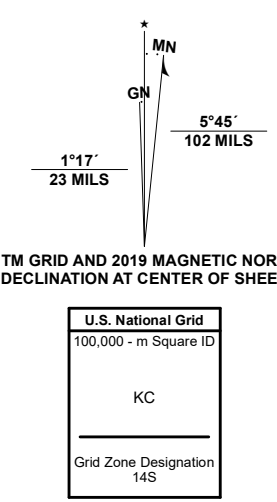 ★
MN
GN
5°45´
102 MILS
1°17´
23 MILS
TM GRID AND 2019 MAGNETIC NOR
DECLINATION AT CENTER OF SHEE
U.S. National Grid
100,000 - m Square ID
KC
Grid Zone Designation
14S